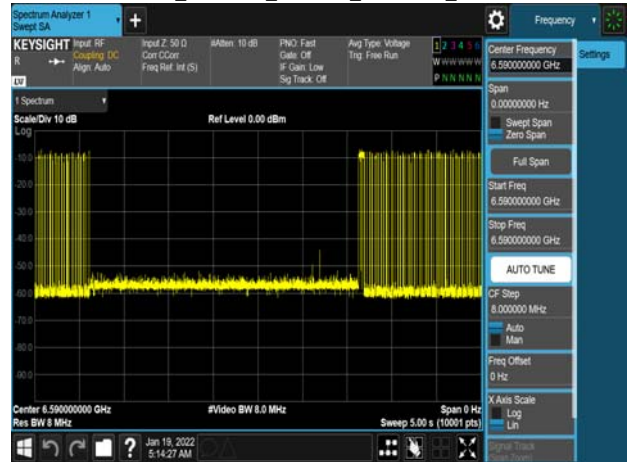 Spectrum Analyzer 1
Swept SA
+
Frequency
KEYSIGHT
R
LV
Input: RF
Coupling: DC
Align: Auto
Input Z: 50 Ω
Corr CCorr
Freq Ref: Int (S)
#Atten: 10 dB
PNO: Fast
Gate: Off
IF Gain: Low
Sig Track: Off
Avg Type: Voltage
Trig: Free Run
1 2 3 4 5 6
W W W W W W
P N N N N N
1 Spectrum
Scale/Div 10 dB
Ref Level 0.00 dBm
Log
-10.0
-20.0
-30.0
-40.0
-50.0
-60.0
-70.0
-80.0
-90.0
Center 6.590000000 GHz
Res BW 8 MHz
#Video BW 8.0 MHz
Span 0 Hz
Sweep 5.00 s (10001 pts)
?
Jan 19, 2022
5:14:27 AM
Center Frequency
6.590000000 GHz
Settings
Span
0.00000000 Hz
Swept Span
Zero Span
Full Span
Start Freq
6.590000000 GHz
Stop Freq
6.590000000 GHz
AUTO TUNE
CF Step
8.000000 MHz
Auto
Man
Freq Offset
0 Hz
X Axis Scale
Log
Lin
Signal Track
(Span Zoom)